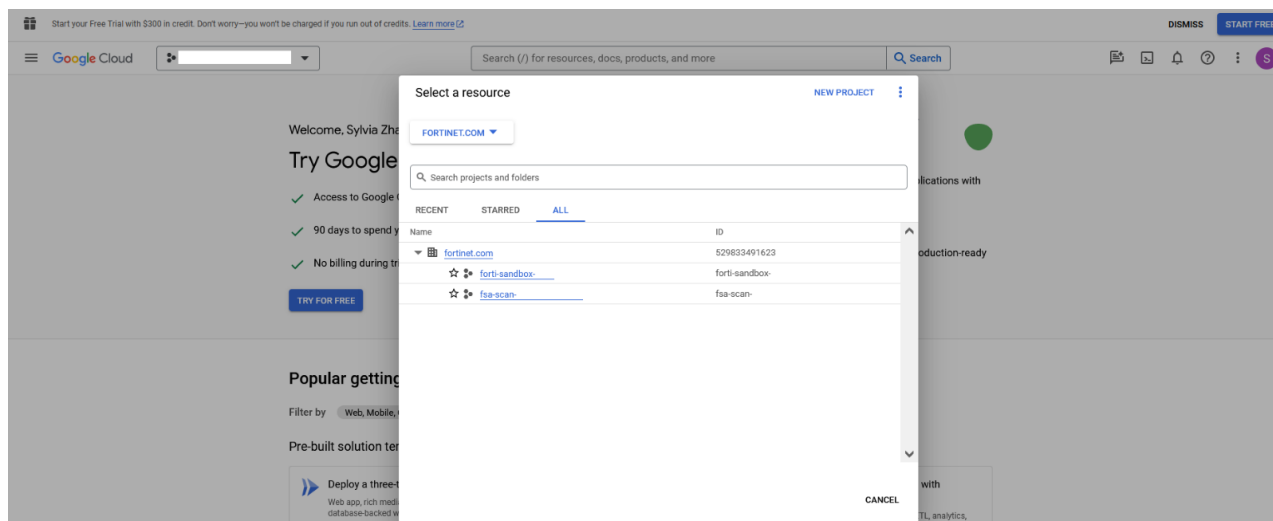 Start your Free Trial with $300 in credit. Don't worry—you won't be charged if you run out of credits. Learn more
DISMISS
START FREE
Google Cloud
Search (/) for resources, docs, products, and more
Search
S
Select a resource
NEW PROJECT
Welcome, Sylvia Zha
FORTINET.COM
Try Google
Search projects and folders
Access to Google
lications with
RECENT STARRED ALL
90 days to spend y
Name ID
fortinet.com 529833491623
oduction-ready
No billing during tr
forti-sandbox- forti-sandbox-
fsa-scan- fsa-scan-
TRY FOR FREE
Popular getting
Filter by Web, Mobile,
Pre-built solution ter
Deploy a three-t
with
Web app, rich medi
CANCEL
database-backed w
TL, analytics,